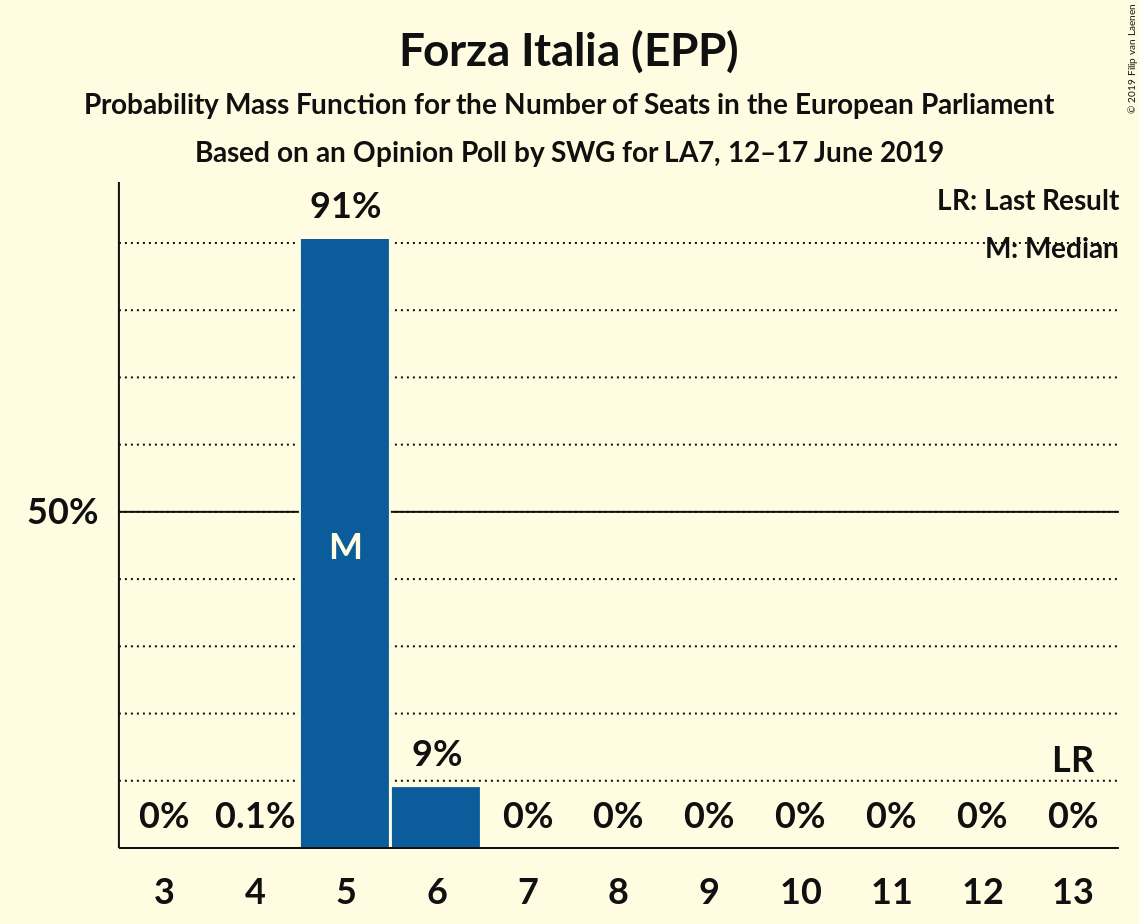 Forza Italia (EPP)
Probability Mass Function for the Number of Seats in the European Parliament
Based on an Opinion Poll by SWG for LA7, 12–17 June 2019
© 2019 Filip van Laenen
LR: Last Result
M: Median
91%
50%
M
9%
LR
0% 0.1% 0% 0% 0% 0% 0% 0% 0%
3 4 5 6 7 8 9 10 11 12 13